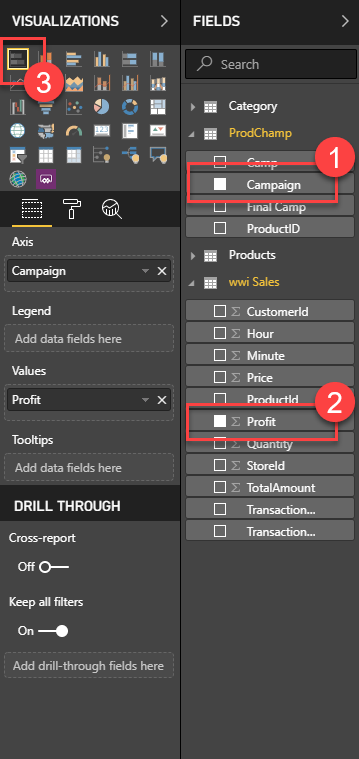 VISUALIZATIONS
3
Axis
Campaign
Legend
Add data fields here
Values
Profit
Tooltips
Add data fields here
DRILL THROUGH
Cross-report
Off
Keep all filters
On
Add drill-through fields here
FIELDS
Search
Category
ProdChamp
1
Camp
Campaign
Final Camp
ProductID
Products
wwi Sales
CustomerId
Hour
Minute
Price
ProductId
2
Profit
Quantity
StoreId
TotalAmount
Transaction...
Transaction...